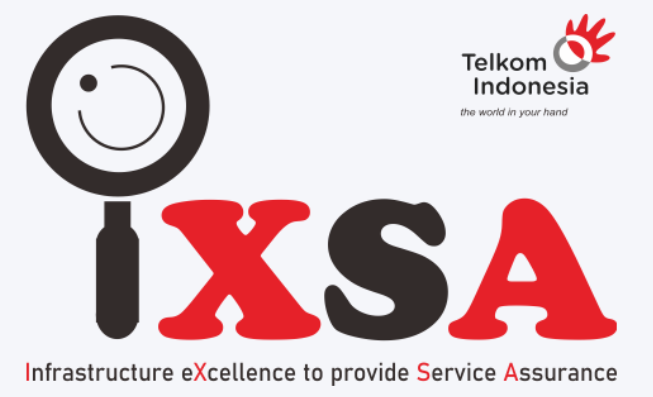 Telkom
Indonesia
the world in your hand
iXSA
Infrastructure eXcellence to provide Service Assurance